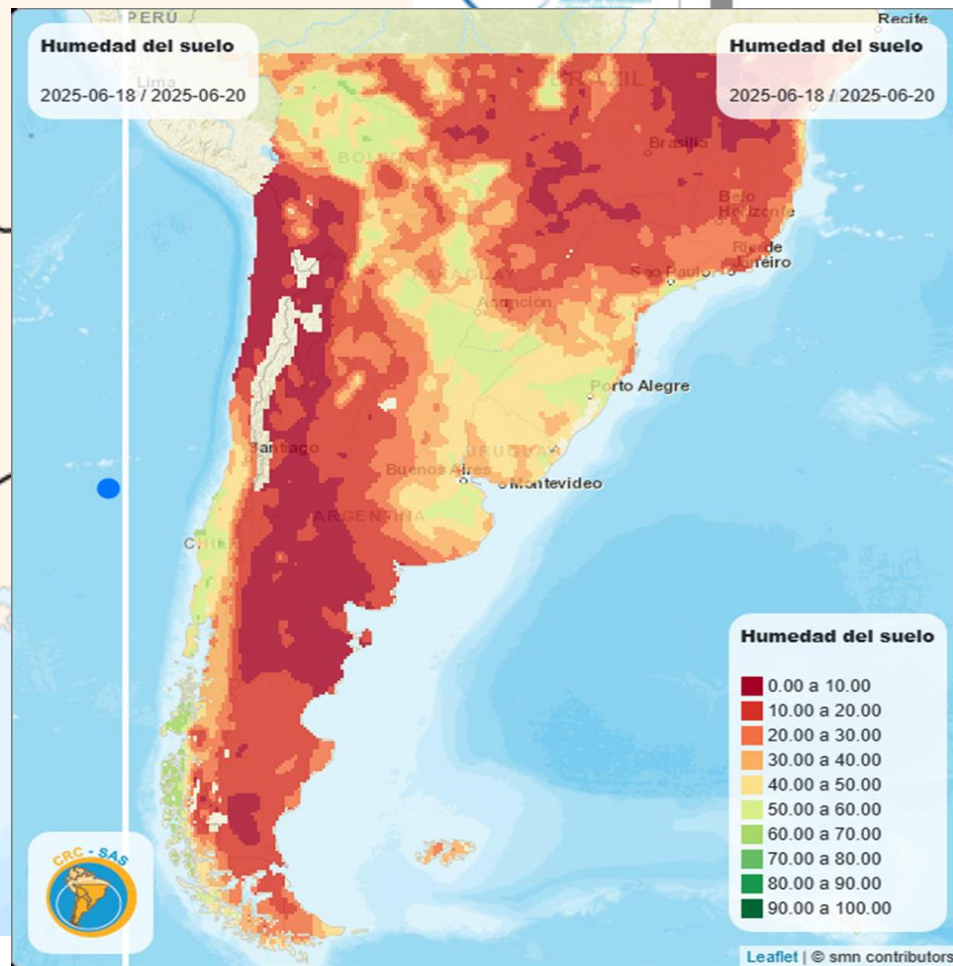 PERÚ
Recife
Humedad del suelo
2025-06-18 / 2025-06-20
Humedad del suelo
2025-06-18 / 2025-06-20
Lima
BRAZIL
Brasilia
BOLIVIA
Belo
Horizonte
Rio de
Janeiro
Sao Paulo
PARAGUAY
Asunción
Porto Alegre
Santiago
URUGUAY
Buenos Aires
Montevideo
ARGENTINA
CHILE
Humedad del suelo
0.00 a 10.00
10.00 a 20.00
20.00 a 30.00
30.00 a 40.00
40.00 a 50.00
50.00 a 60.00
60.00 a 70.00
70.00 a 80.00
80.00 a 90.00
90.00 a 100.00
CRC - SAS
Leaflet | © smn contributors